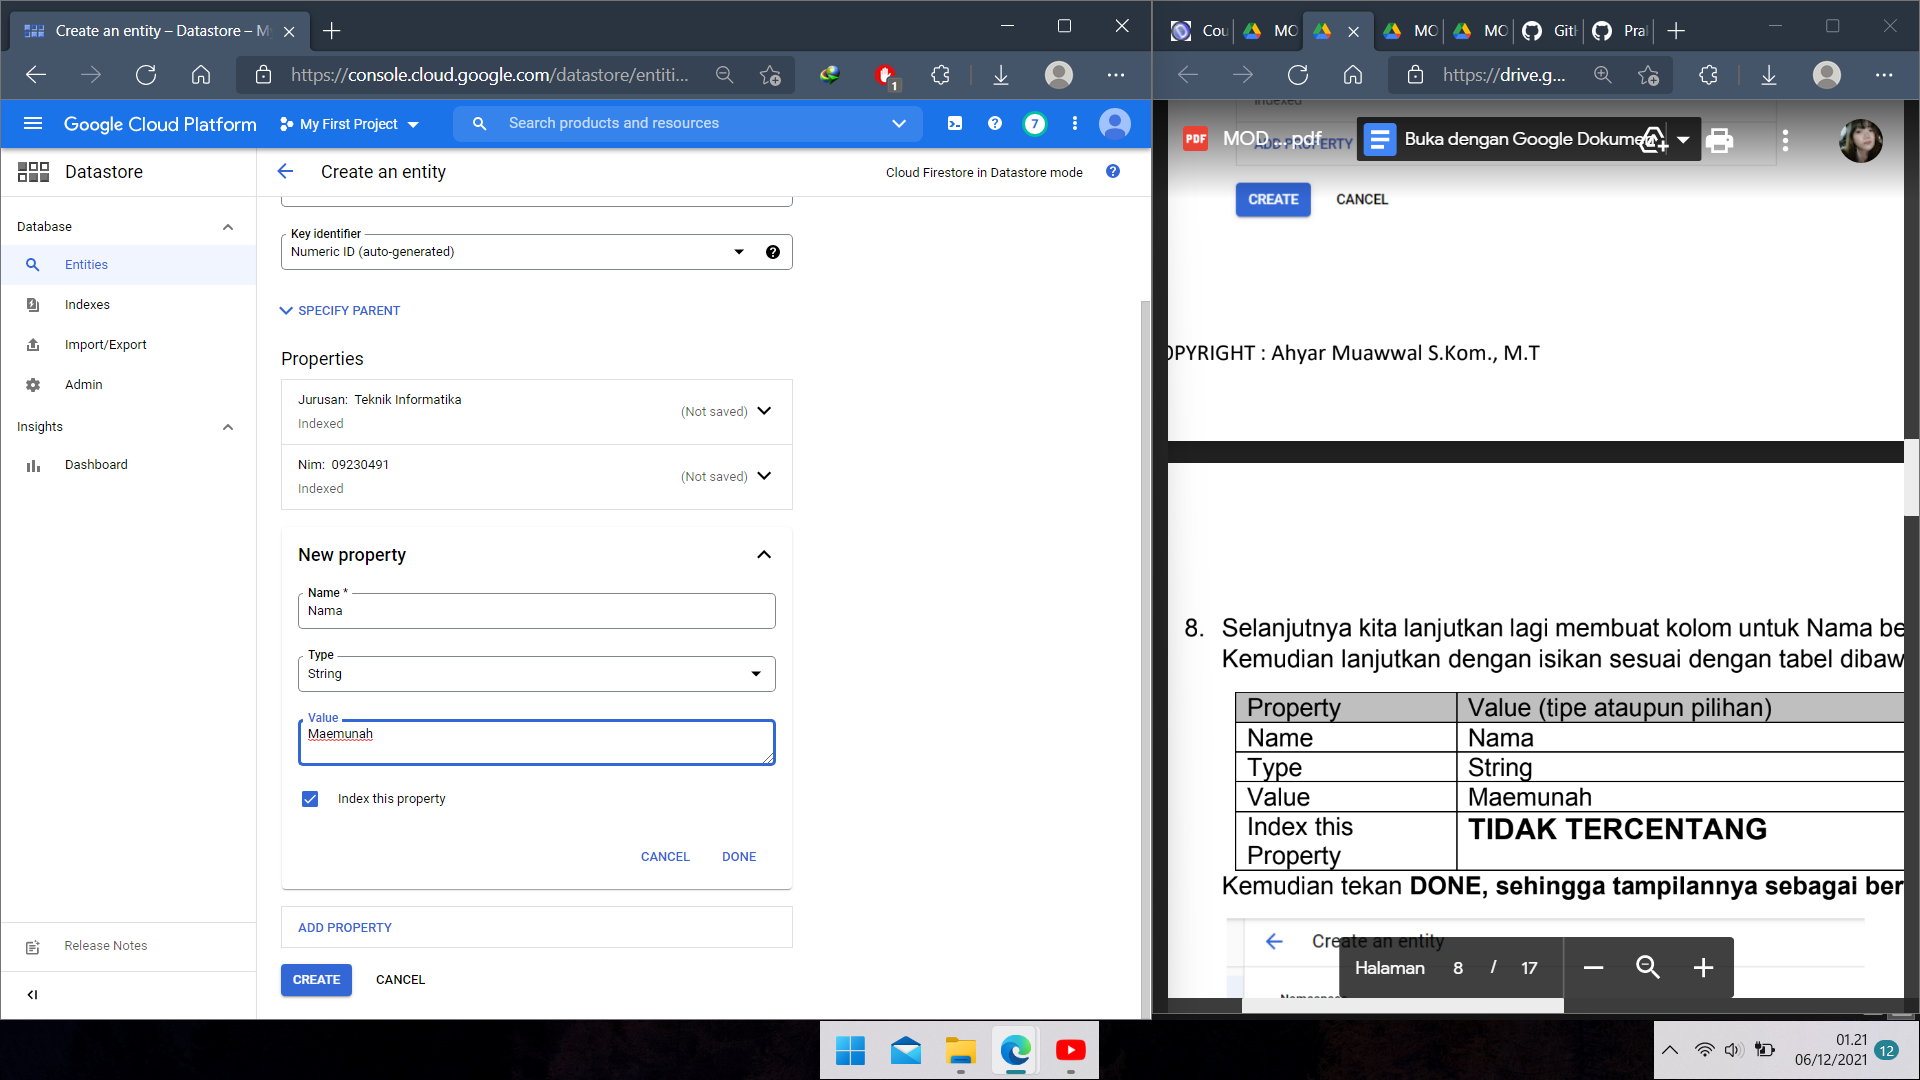 Create an entity – Datastore – M
https://console.cloud.google.com/datastore/entiti...
1
Google Cloud Platform
My First Project
Search products and resources
7
Datastore
Create an entity
Cloud Firestore in Datastore mode
Database
Entities
Indexes
Import/Export
Admin
Insights
Dashboard
Release Notes
Key identifier
Numeric ID (auto-generated)
SPECIFY PARENT
Properties
Jurusan: Teknik Informatika
Indexed
(Not saved)
Nim: 09230491
Indexed
(Not saved)
New property
Name *
Nama
Type
String
Value
Maemunah
Index this property
CANCEL
DONE
ADD PROPERTY
CREATE
CANCEL
Cou
MO
MO
MO
Git
Pra
https://drive.g...
Indexed
PDF
MOD ... .pdf
ADD PROPERTY
Buka dengan Google Dokumen
CREATE
CANCEL
OPYRIGHT : Ahyar Muawwal S.Kom., M.T
8. Selanjutnya kita lanjutkan lagi membuat kolom untuk Nama be
Kemudian lanjutkan dengan isikan sesuai dengan tabel dibaw
Property Value (tipe ataupun pilihan)
Name Nama
Type String
Value Maemunah
Index this Property TIDAK TERCENTANG
Kemudian tekan DONE, sehingga tampilannya sebagai ber
Create an entity
Halaman 8 / 17
01.21
06/12/2021
12